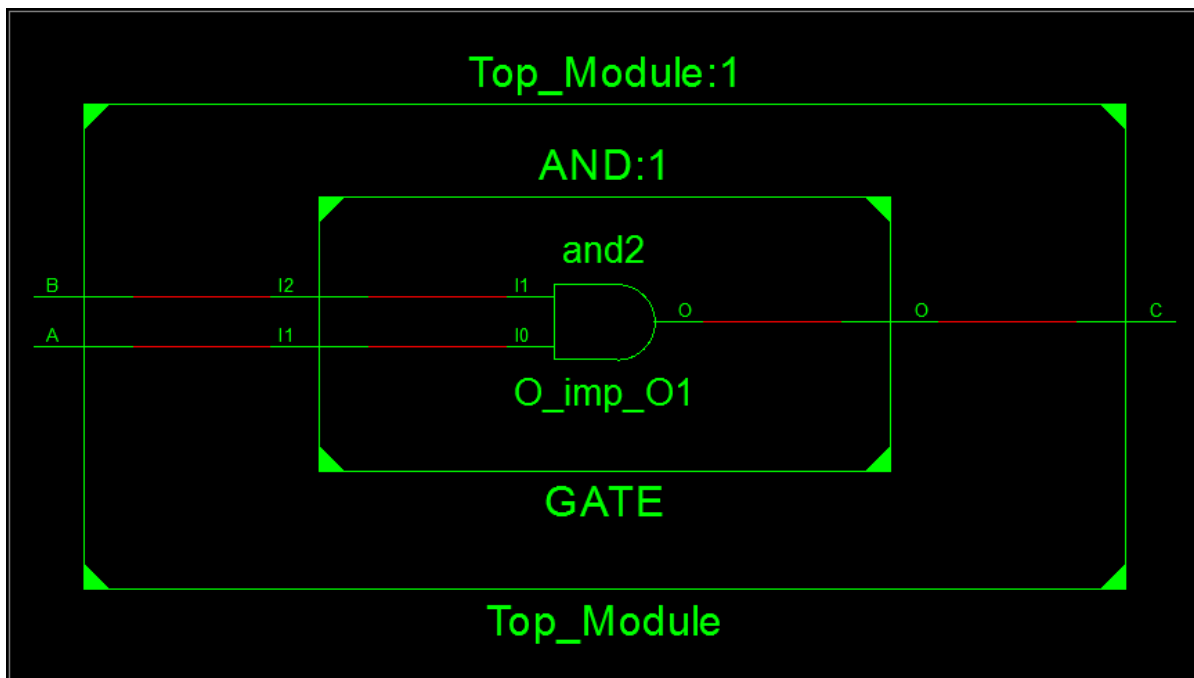 Top_Module:1
AND:1
and2
B I2 I1
O O C
A I1 I0
O_imp_O1
GATE
Top_Module